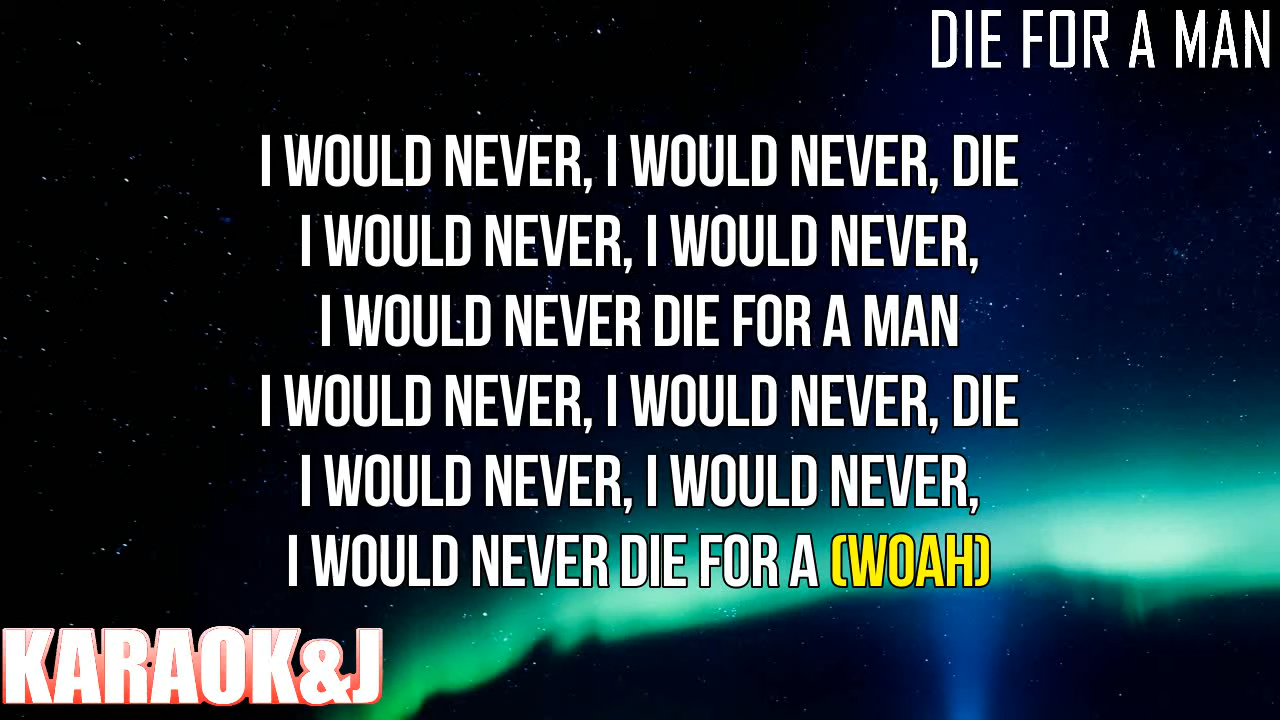 DIE FOR A MAN
I WOULD NEVER, I WOULD NEVER, DIE
I WOULD NEVER, I WOULD NEVER,
I WOULD NEVER DIE FOR A MAN
I WOULD NEVER, I WOULD NEVER, DIE
I WOULD NEVER, I WOULD NEVER,
I WOULD NEVER DIE FOR A (WOAH)
KARAOK&J